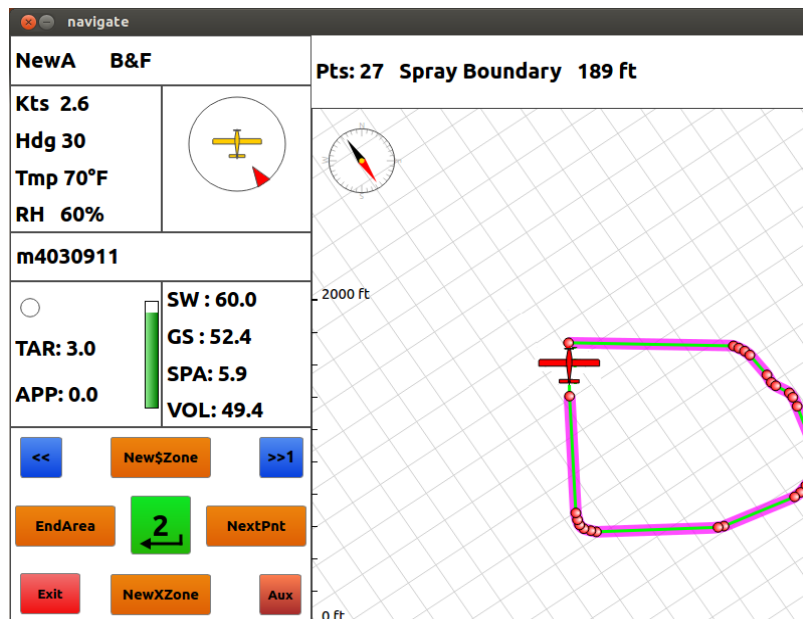 navigate
NewA B&F
Pts: 27 Spray Boundary 189 ft
Kts 2.6
Hdg 30
Tmp 70°F
RH 60%
m4030911
TAR: 3.0
APP: 0.0
SW : 60.0
GS : 52.4
SPA: 5.9
VOL: 49.4
<<
New$Zone
>>1
EndArea
2
NextPnt
Exit
NewXZone
Aux
N
W
S
2000 ft
0 ft